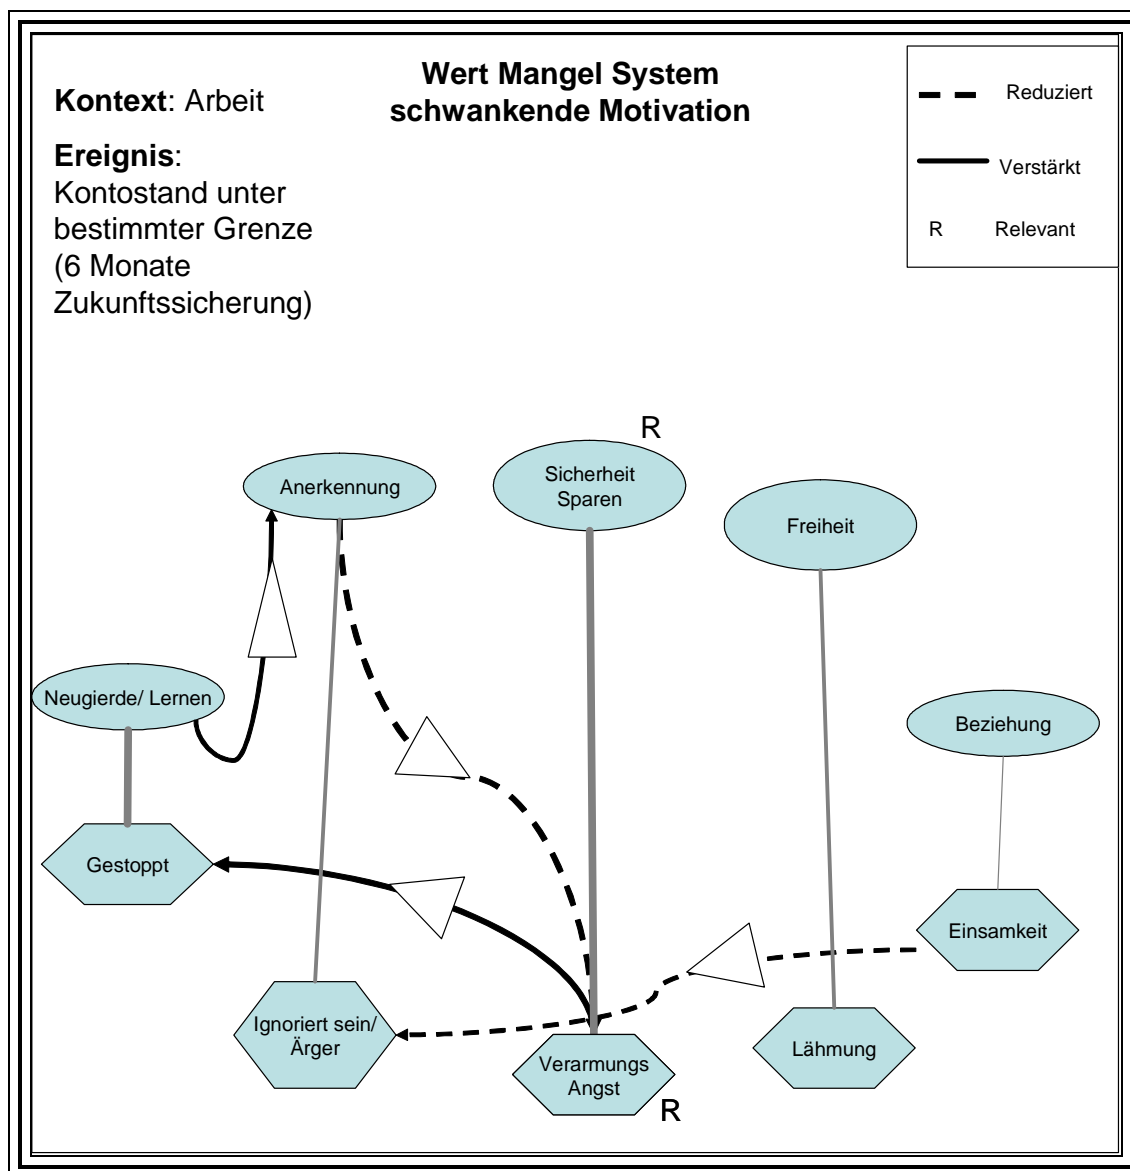 Wert Mangel System
schwankende Motivation
Kontext: Arbeit
Ereignis:
Kontostand unter
bestimmter Grenze
(6 Monate
Zukunftssicherung)
Reduziert
Verstärkt
R Relevant
R
Anerkennung
Sicherheit
Sparen
Freiheit
Neugierde/ Lernen
Beziehung
Gestoppt
Einsamkeit
Ignoriert sein/
Ärger
Verarmungs
Angst
Lähmung
R